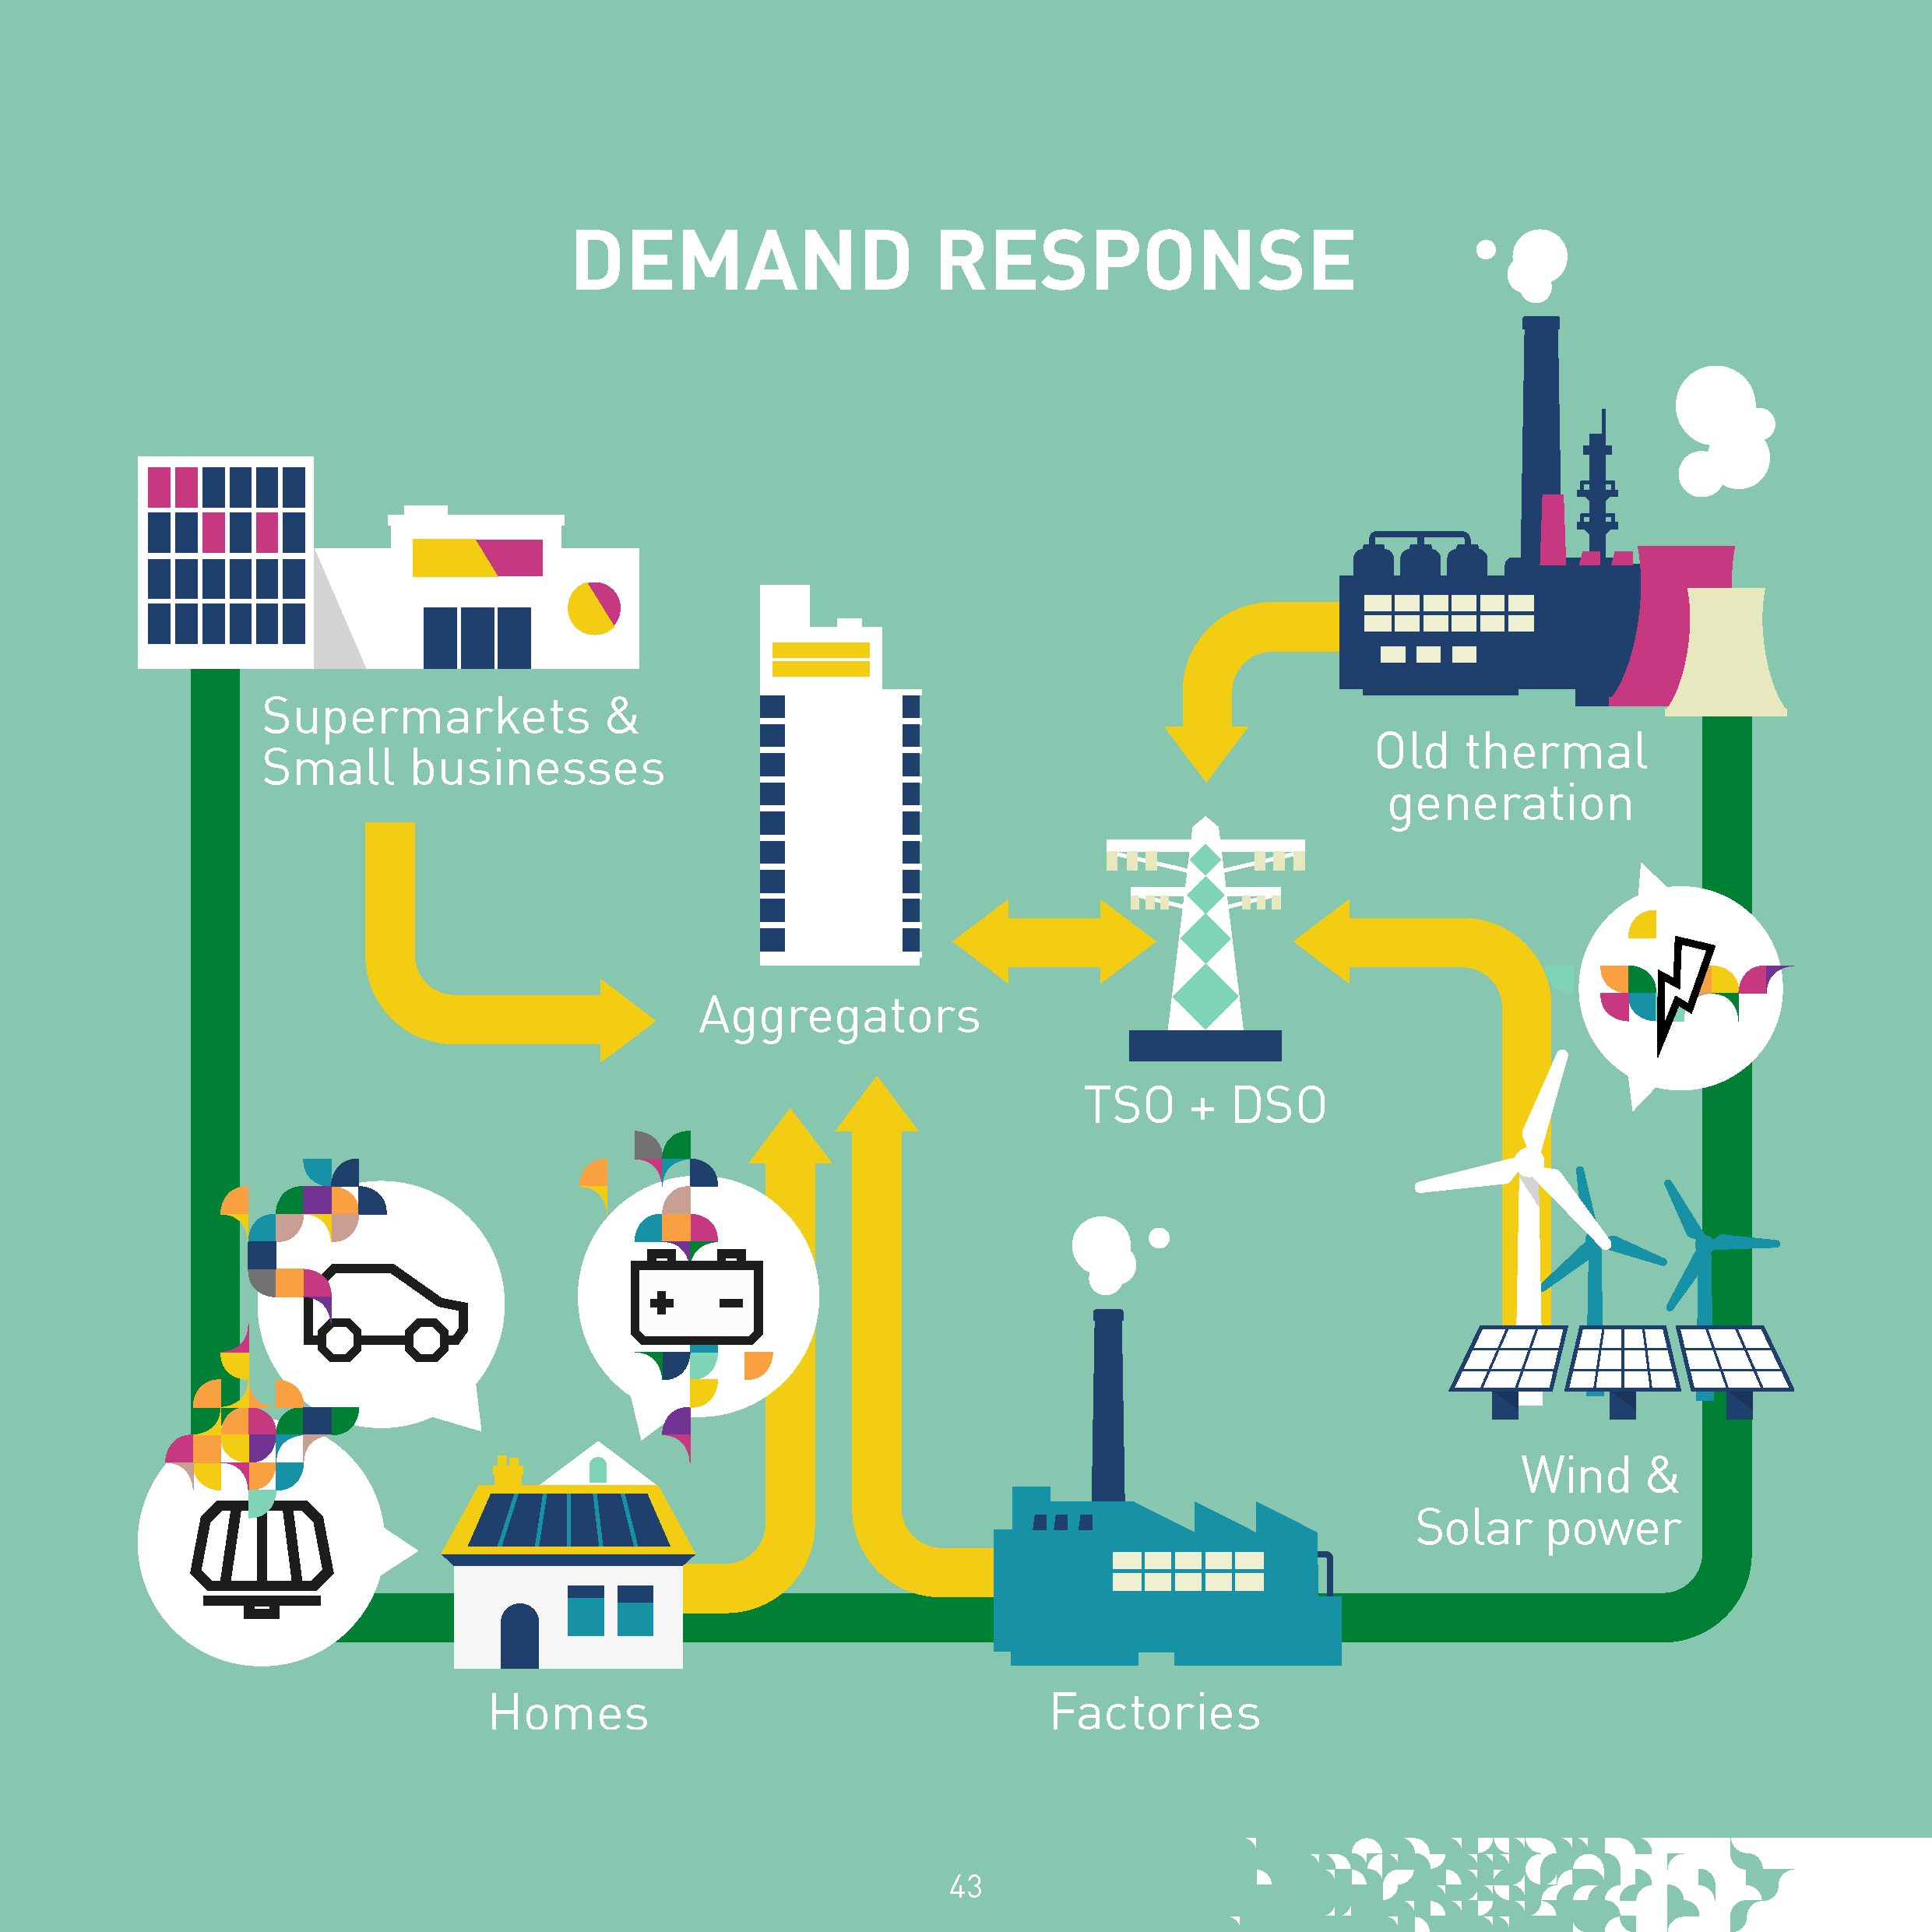 DEMAND RESPONSE
Supermarkets &
Small businesses
Old thermal
generation
Aggregators
TSO + DSO
Wind &
Solar power
Homes
Factories
43